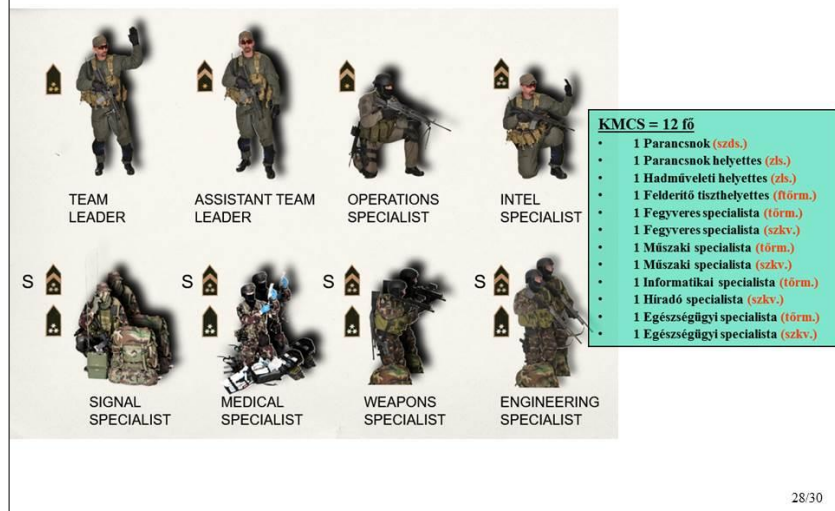 TEAM
LEADER
ASSISTANT TEAM
LEADER
OPERATIONS
SPECIALIST
INTEL
SPECIALIST
S
SIGNAL
SPECIALIST
S
MEDICAL
SPECIALIST
S
WEAPONS
SPECIALIST
S
ENGINEERING
SPECIALIST
KMCS = 12 fő
• 1 Parancsnok (szds.)
• 1 Parancsnok helyettes (zls.)
• 1 Hadműveleti helyettes (zls.)
• 1 Felderítő tiszthelyettes (ftörm.)
• 1 Fegyveres specialista (törm.)
• 1 Fegyveres specialista (szkv.)
• 1 Műszaki specialista (törm.)
• 1 Műszaki specialista (szkv.)
• 1 Informatikai specialista (törm.)
• 1 Híradó specialista (szkv.)
• 1 Egészségügyi specialista (törm.)
• 1 Egészségügyi specialista (szkv.)
28/30